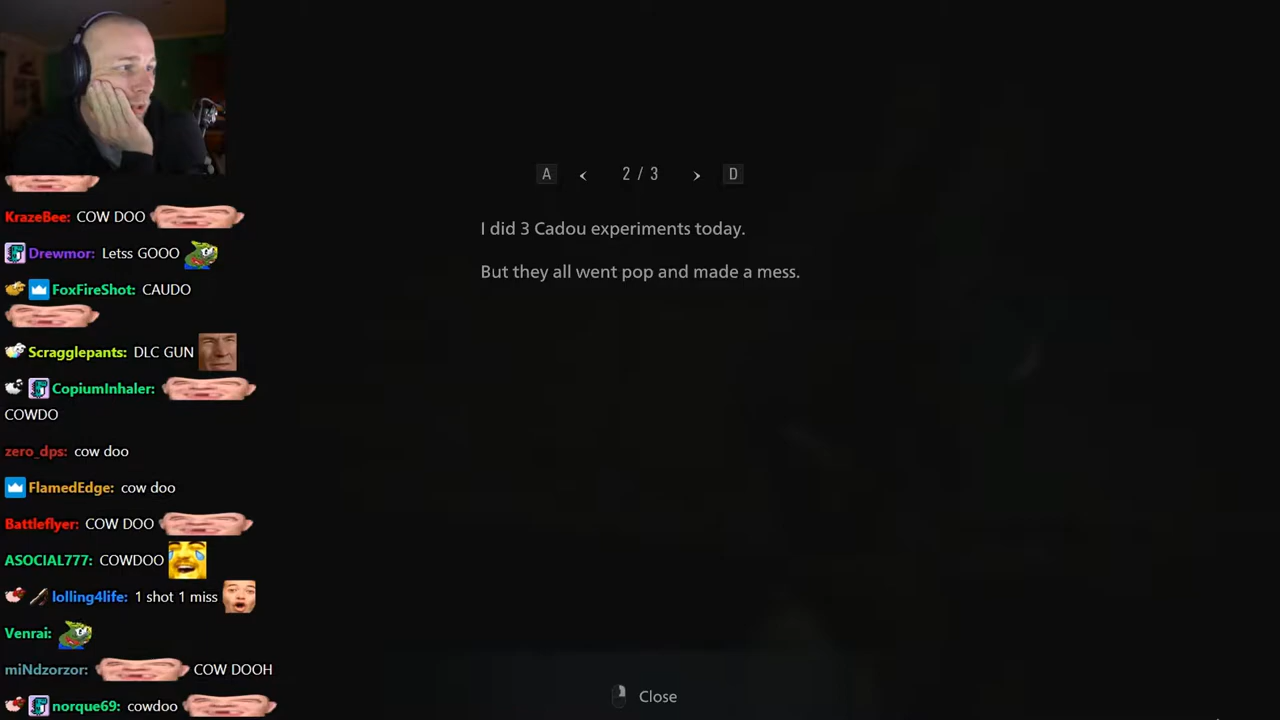 A < 2 / 3 > D
I did 3 Cadou experiments today.
But they all went pop and made a mess.
KrazeBee: COW DOO
Drewmor: Letss GOOO
FoxFireShot: CAUDO
Scragglepants: DLC GUN
CopiumInhaler:
COWDO
zero_dps: cow doo
FlamedEdge: cow doo
Battleflyer: COW DOO
ASOCIAL777: COWDOO
lolling4life: 1 shot 1 miss
Venrai:
miNdzorzor: COW DOOH
norque69: cowdoo
Close